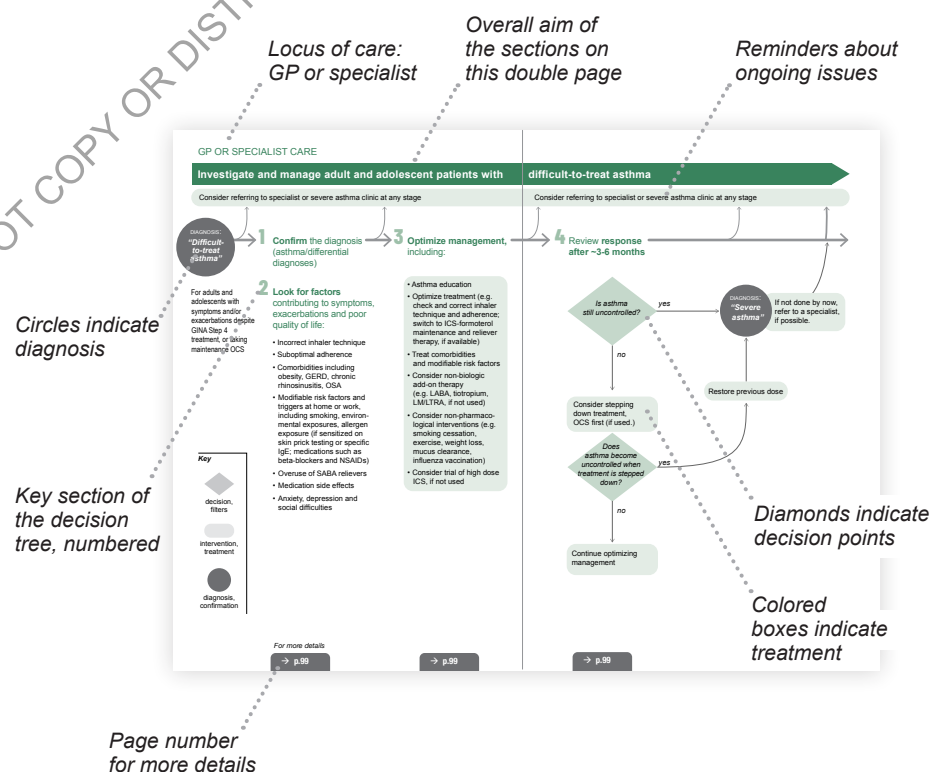 OT COPY OR DISTR
Locus of care:
GP or specialist
Overall aim of
the sections on
this double page
Reminders about
ongoing issues
GP OR SPECIALIST CARE
Investigate and manage adult and adolescent patients with difficult-to-treat asthma
Consider referring to specialist or severe asthma clinic at any stage
Consider referring to specialist or severe asthma clinic at any stage
DIAGNOSIS:
"Difficult-
to-treat
asthma"
For adults and
adolescents with
symptoms and/or
exacerbations despite
GINA Step 4
treatment, or taking
maintenance OCS
1 Confirm the diagnosis
(asthma/differential
diagnoses)
2 Look for factors
contributing to symptoms,
exacerbations and poor
quality of life:
• Incorrect inhaler technique
• Suboptimal adherence
• Comorbidities including
obesity, GERD, chronic
rhinosinusitis, OSA
• Modifiable risk factors and
triggers at home or work,
including smoking, environ-
mental exposures, allergen
exposure (if sensitized on
skin prick testing or specific
IgE; medications such as
beta-blockers and NSAIDs)
• Overuse of SABA relievers
• Medication side effects
• Anxiety, depression and
social difficulties
3 Optimize management,
including:
• Asthma education
• Optimize treatment (e.g.
check and correct inhaler
technique and adherence;
switch to ICS-formoterol
maintenance and reliever
therapy, if available)
• Treat comorbidities
and modifiable risk factors
• Consider non-biologic
add-on therapy
(e.g. LABA, tiotropium,
LM/LTRA, if not used)
• Consider non-pharmaco-
logical interventions (e.g.
smoking cessation,
exercise, weight loss,
mucus clearance,
influenza vaccination)
• Consider trial of high dose
ICS, if not used
4 Review response
after ~3-6 months
Is asthma
still uncontrolled?
yes
no
DIAGNOSIS:
"Severe
asthma"
If not done by now,
refer to a specialist,
if possible.
Restore previous dose
Consider stepping
down treatment,
OCS first (if used.)
Does
asthma become
uncontrolled when
treatment is stepped
down?
yes
no
Continue optimizing
management
Key
decision,
filters
intervention,
treatment
diagnosis,
confirmation
For more details
→ p.99
→ p.99
→ p.99
Circles indicate
diagnosis
Key section of
the decision
tree, numbered
Diamonds indicate
decision points
Colored
boxes indicate
treatment
Page number
for more details